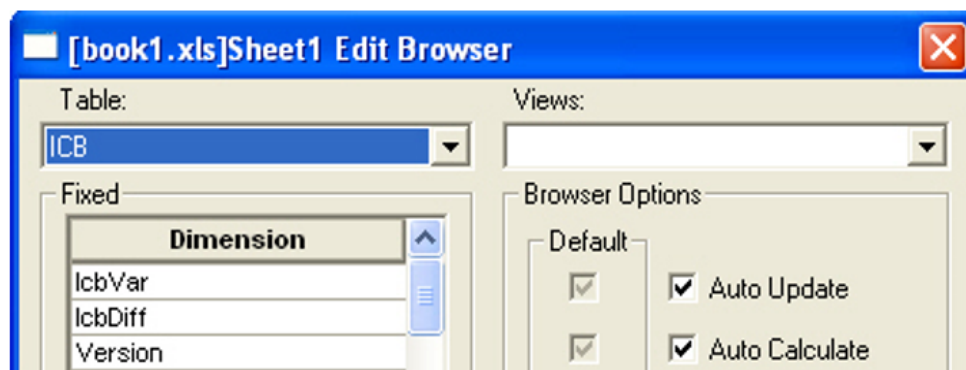 [book1.xls]Sheet1 Edit Browser
Table:
Views:
ICB
Fixed
Browser Options
Dimension
Default
IcbVar
Auto Update
IcbDiff
Version
Auto Calculate